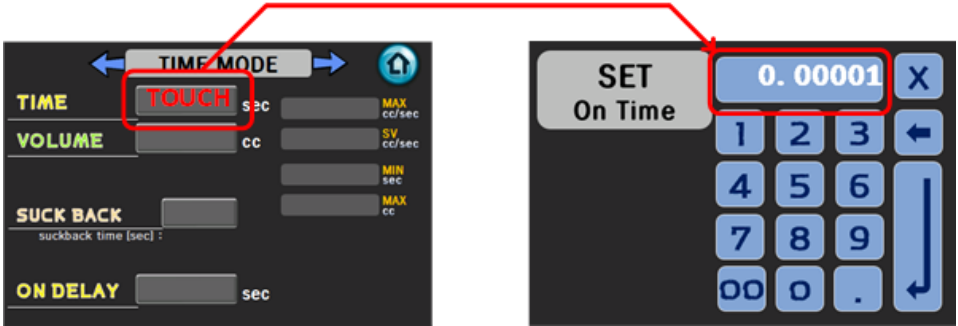 TIME MODE
TIME TOUCH sec
MAX
cc/sec
VOLUME cc
SV
cc/sec
MIN
sec
MAX
cc
SUCK BACK
suckback time [sec] :
ON DELAY sec
SET
On Time
0. 00001 X
1 2 3
4 5 6
7 8 9
00 0 .